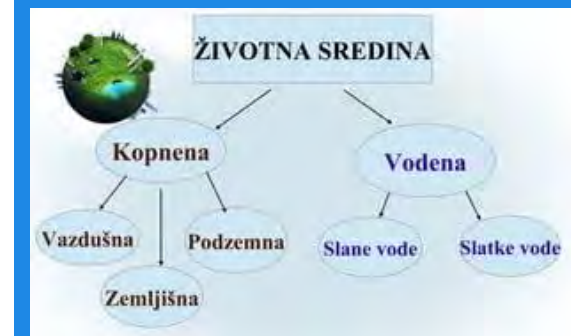 ŽIVOTNA SREDINA
Kopnena
Vodena
Vazdušna
Podzemna
Slane vode
Slatke vode
Zemljišna